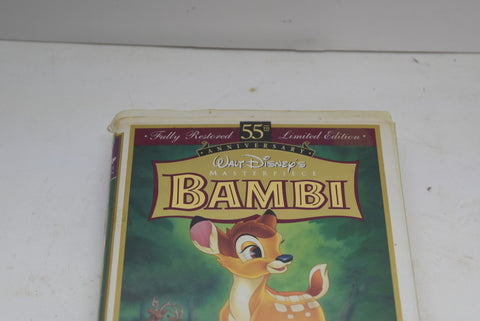 Fully Restored 55th Limited Edition
ANNIVERSARY
WALT DISNEY'S
MASTERPIECE
BAMBI